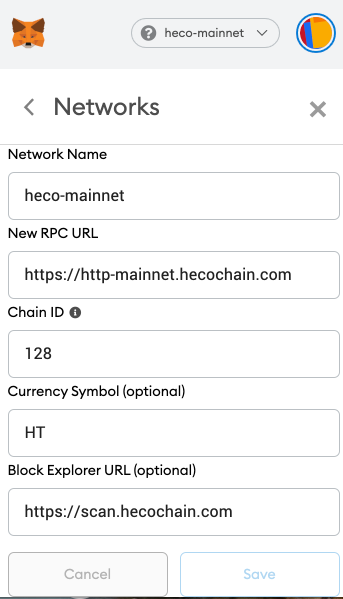 heco-mainnet
Networks
Network Name
heco-mainnet
New RPC URL
https://http-mainnet.hecochain.com
Chain ID
128
Currency Symbol (optional)
HT
Block Explorer URL (optional)
https://scan.hecochain.com
Cancel Save